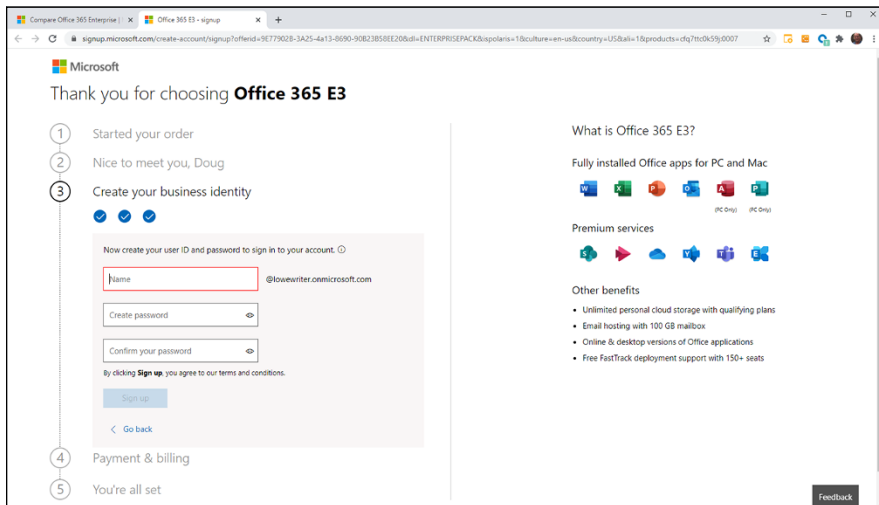 Compare Office 365 Enterprise |
Office 365 E3 - signup
signup.microsoft.com/create-account/signup?offerid=9E77902B-3A25-4a13-8690-90B23B58EE20&dl=ENTERPRISEPACK&ispolaris=1&culture=en-us&country=US&ali=1&products=cfq7ttc0k59j:0007
Microsoft
Thank you for choosing Office 365 E3
1 Started your order
2 Nice to meet you, Doug
3 Create your business identity
Now create your user ID and password to sign in to your account.
Name @lowewriter.onmicrosoft.com
Create password
Confirm your password
By clicking Sign up, you agree to our terms and conditions.
Sign up
Go back
4 Payment & billing
5 You're all set
What is Office 365 E3?
Fully installed Office apps for PC and Mac
W X P O A P
(PC Only) (PC Only)
Premium services
S Y T E
Other benefits
• Unlimited personal cloud storage with qualifying plans
• Email hosting with 100 GB mailbox
• Online & desktop versions of Office applications
• Free FastTrack deployment support with 150+ seats
Feedback